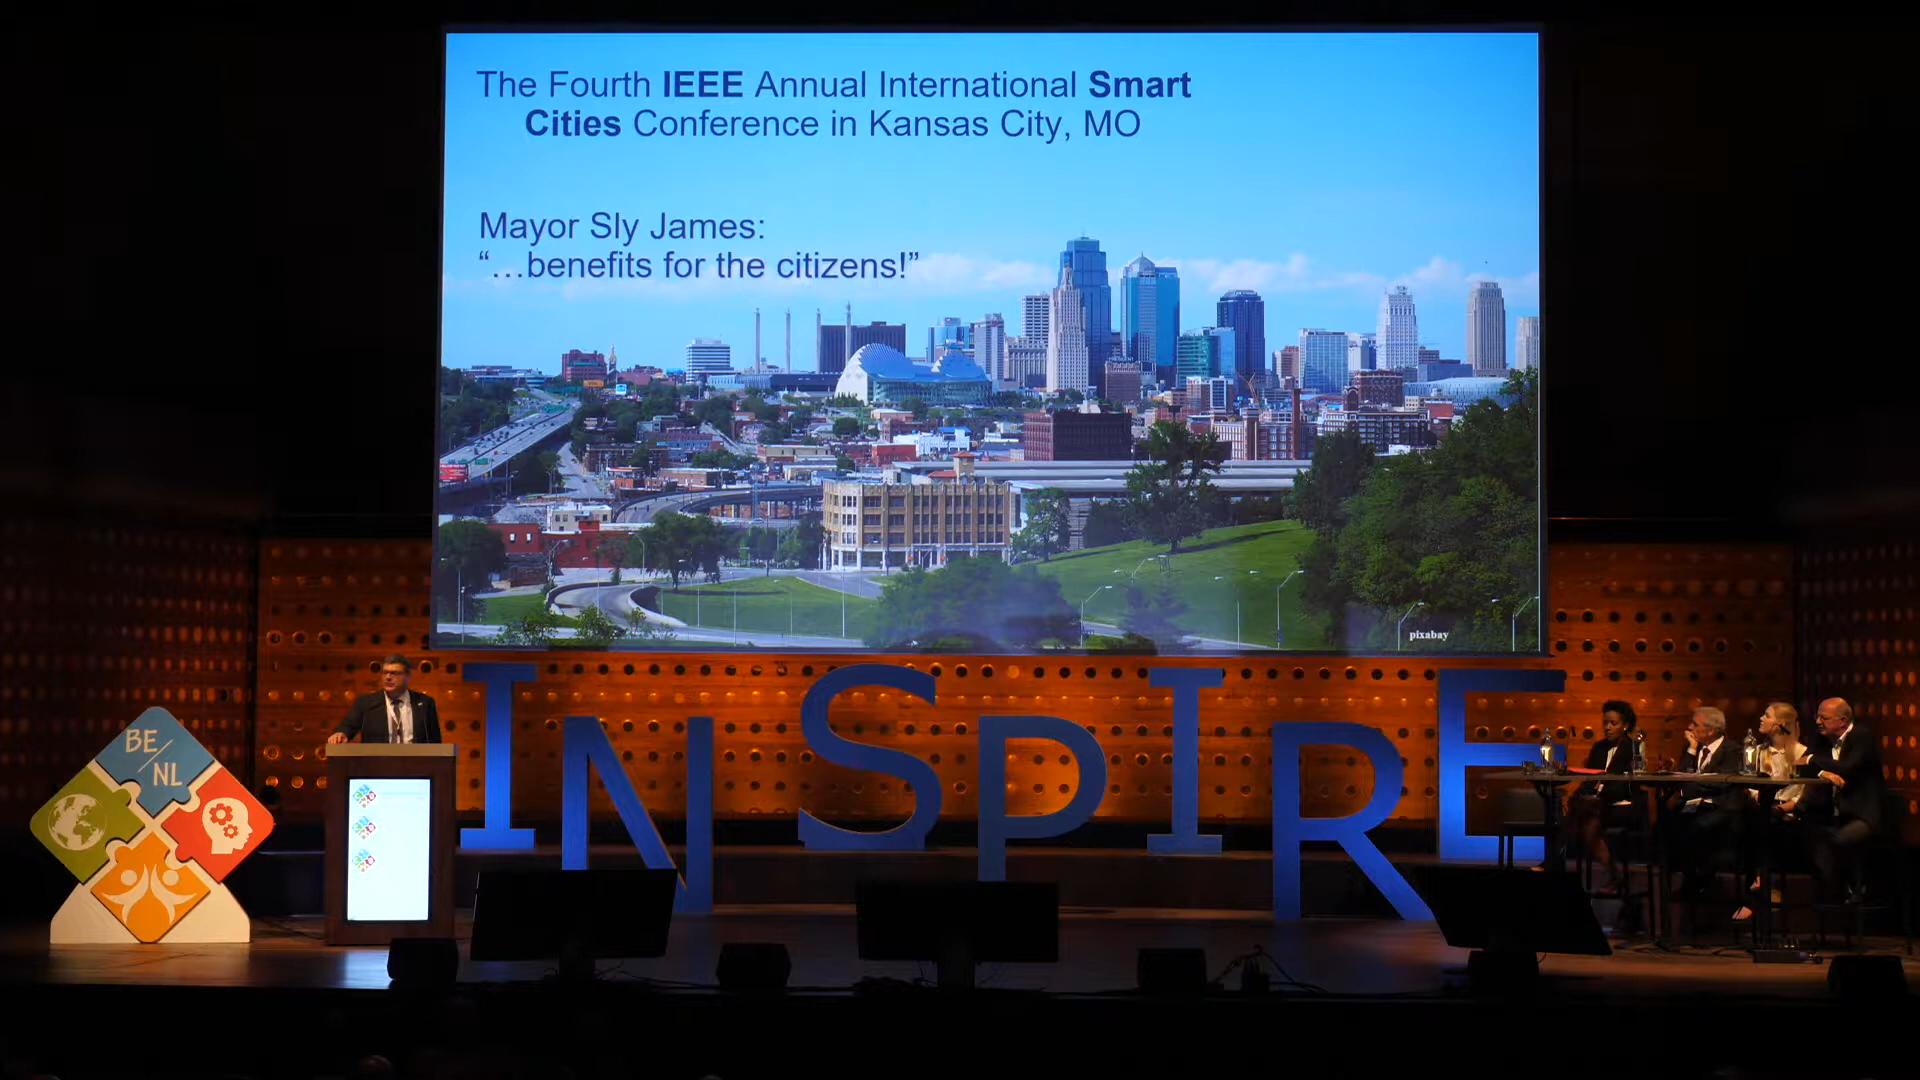 The Fourth IEEE Annual International Smart
Cities Conference in Kansas City, MO
Mayor Sly James:
“…benefits for the citizens!”
pixabay
INSPIRE
BE/
NL